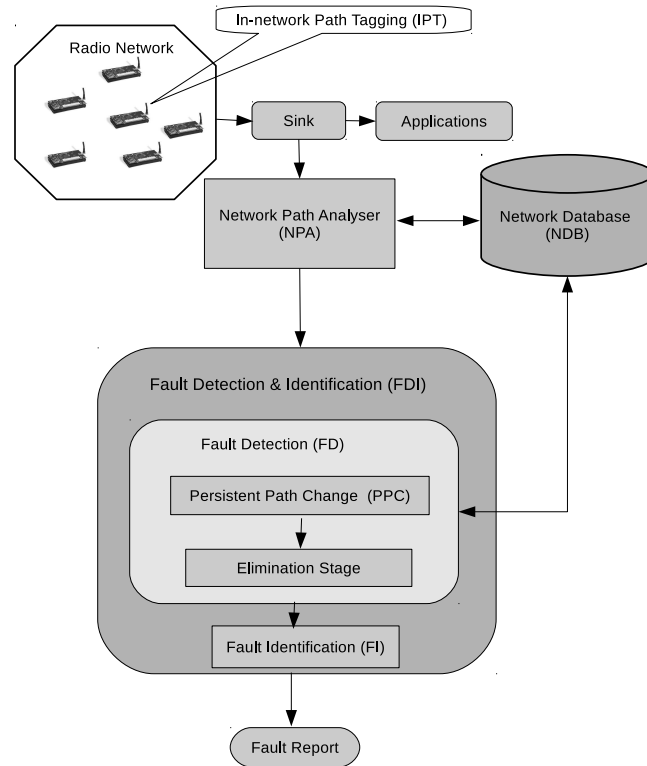 In-network Path Tagging (IPT)
Radio Network
Sink
Applications
Network Path Analyser
(NPA)
Network Database
(NDB)
Fault Detection & Identification (FDI)
Fault Detection (FD)
Persistent Path Change (PPC)
Elimination Stage
Fault Identification (FI)
Fault Report